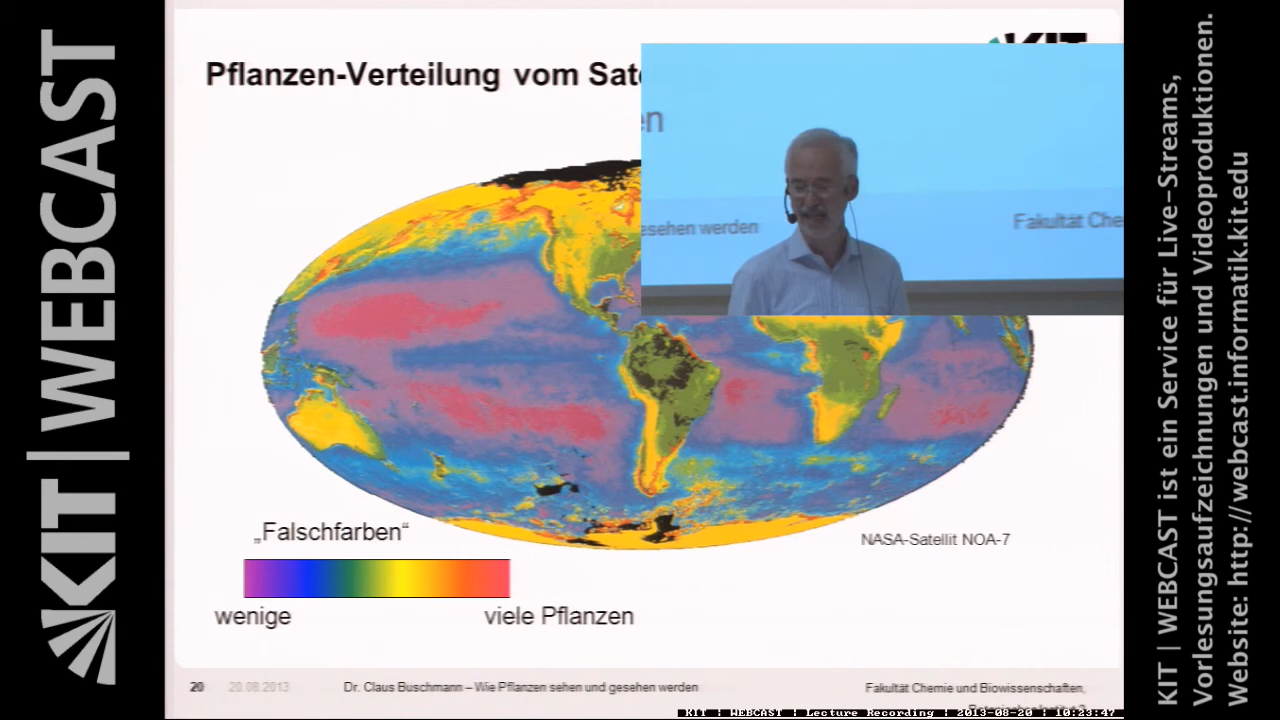 KIT | WEBCAST
KIT
Pflanzen-Verteilung vom Sat
en
esehen werden
Fakultät Che
„Falschfarben“
NASA-Satellit NOA-7
wenige
viele Pflanzen
20
20.08.2013
Dr. Claus Buschmann – Wie Pflanzen sehen und gesehen werden
Fakultät Chemie und Biowissenschaften,
KIT : WEBCAST : Lecture Recording : 2013-08-20 : 10:23:47
KIT | WEBCAST ist ein Service für Live-Streams,
Vorlesungsaufzeichnungen und Videoproduktionen.
Website: http://webcast.informatik.kit.edu